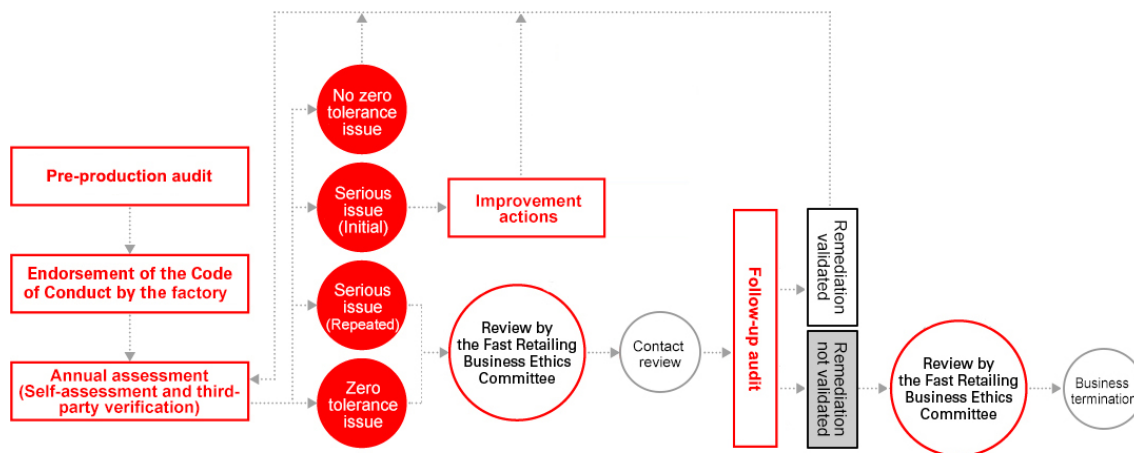 No zero
tolerance
issue
Pre-production audit
Serious
issue
(Initial)
Improvement
actions
Endorsement of the Code
of Conduct by the factory
Serious
issue
(Repeated)
Annual assessment
(Self-assessment and third-
party verification)
Zero
tolerance
issue
Review by
the Fast Retailing
Business Ethics
Committee
Contact
review
Follow-up audit
Remediation
validated
Remediation
not validated
Review by
the Fast Retailing
Business Ethics
Committee
Business
termination